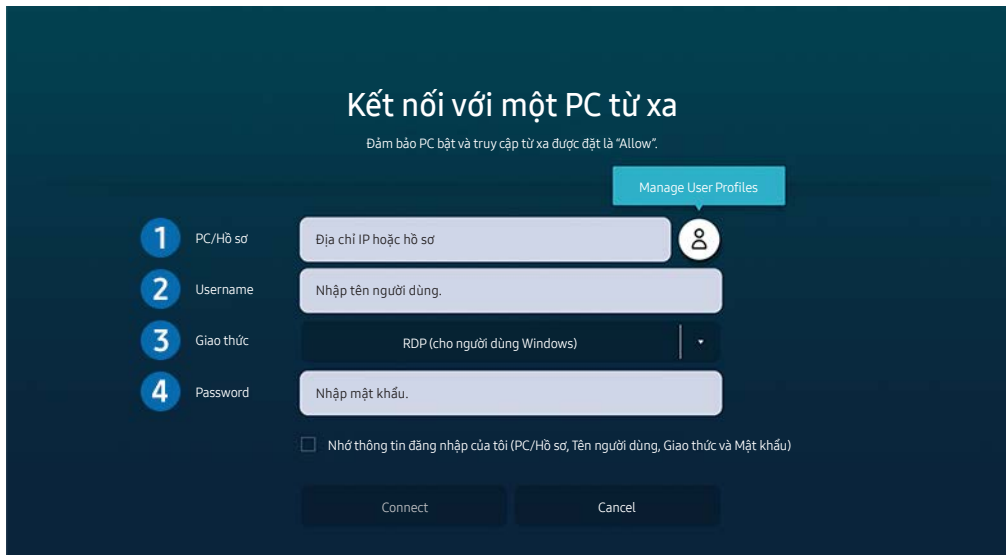 Kết nối với một PC từ xa
Đảm bảo PC bật và truy cập từ xa được đặt là “Allow”.
Manage User Profiles
1 PC/Hồ sơ Địa chỉ IP hoặc hồ sơ
2 Username Nhập tên người dùng.
3 Giao thức RDP (cho người dùng Windows)
4 Password Nhập mật khẩu.
Nhớ thông tin đăng nhập của tôi (PC/Hồ sơ, Tên người dùng, Giao thức và Mật khẩu)
Connect Cancel